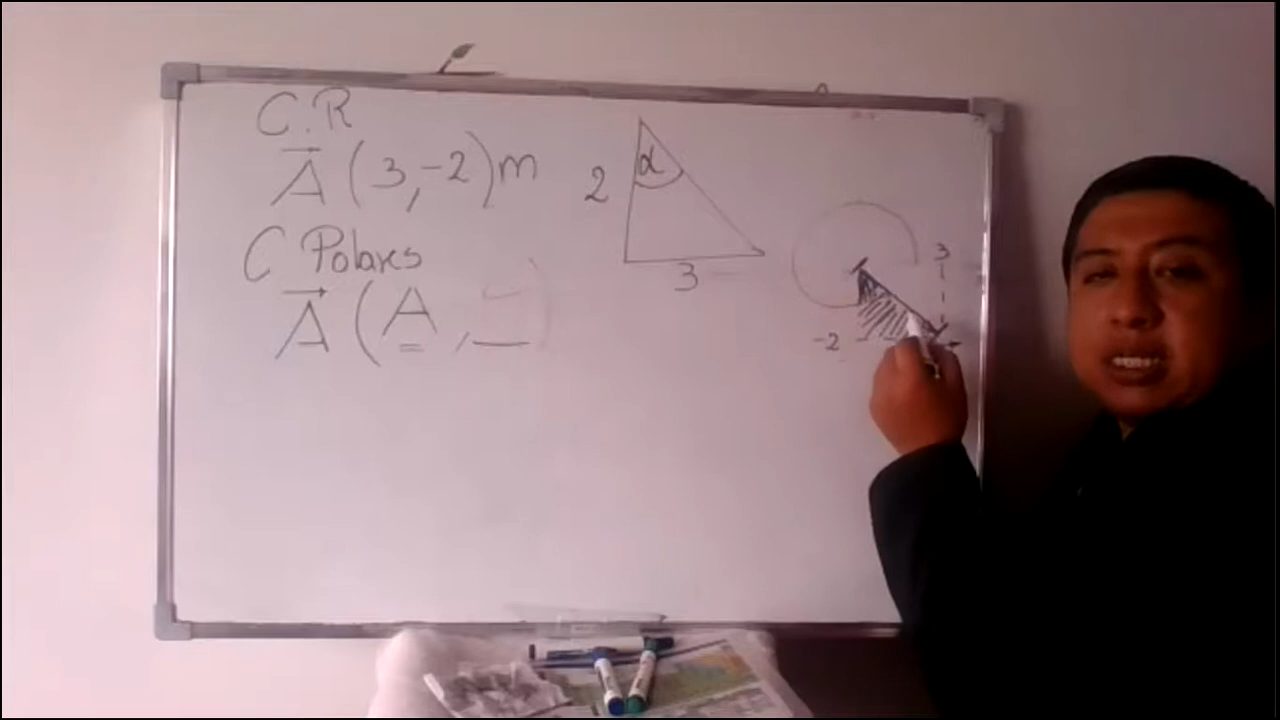 C.R
A (3,-2)m
C Polares
A (A , _)
2
α
3
3
-2